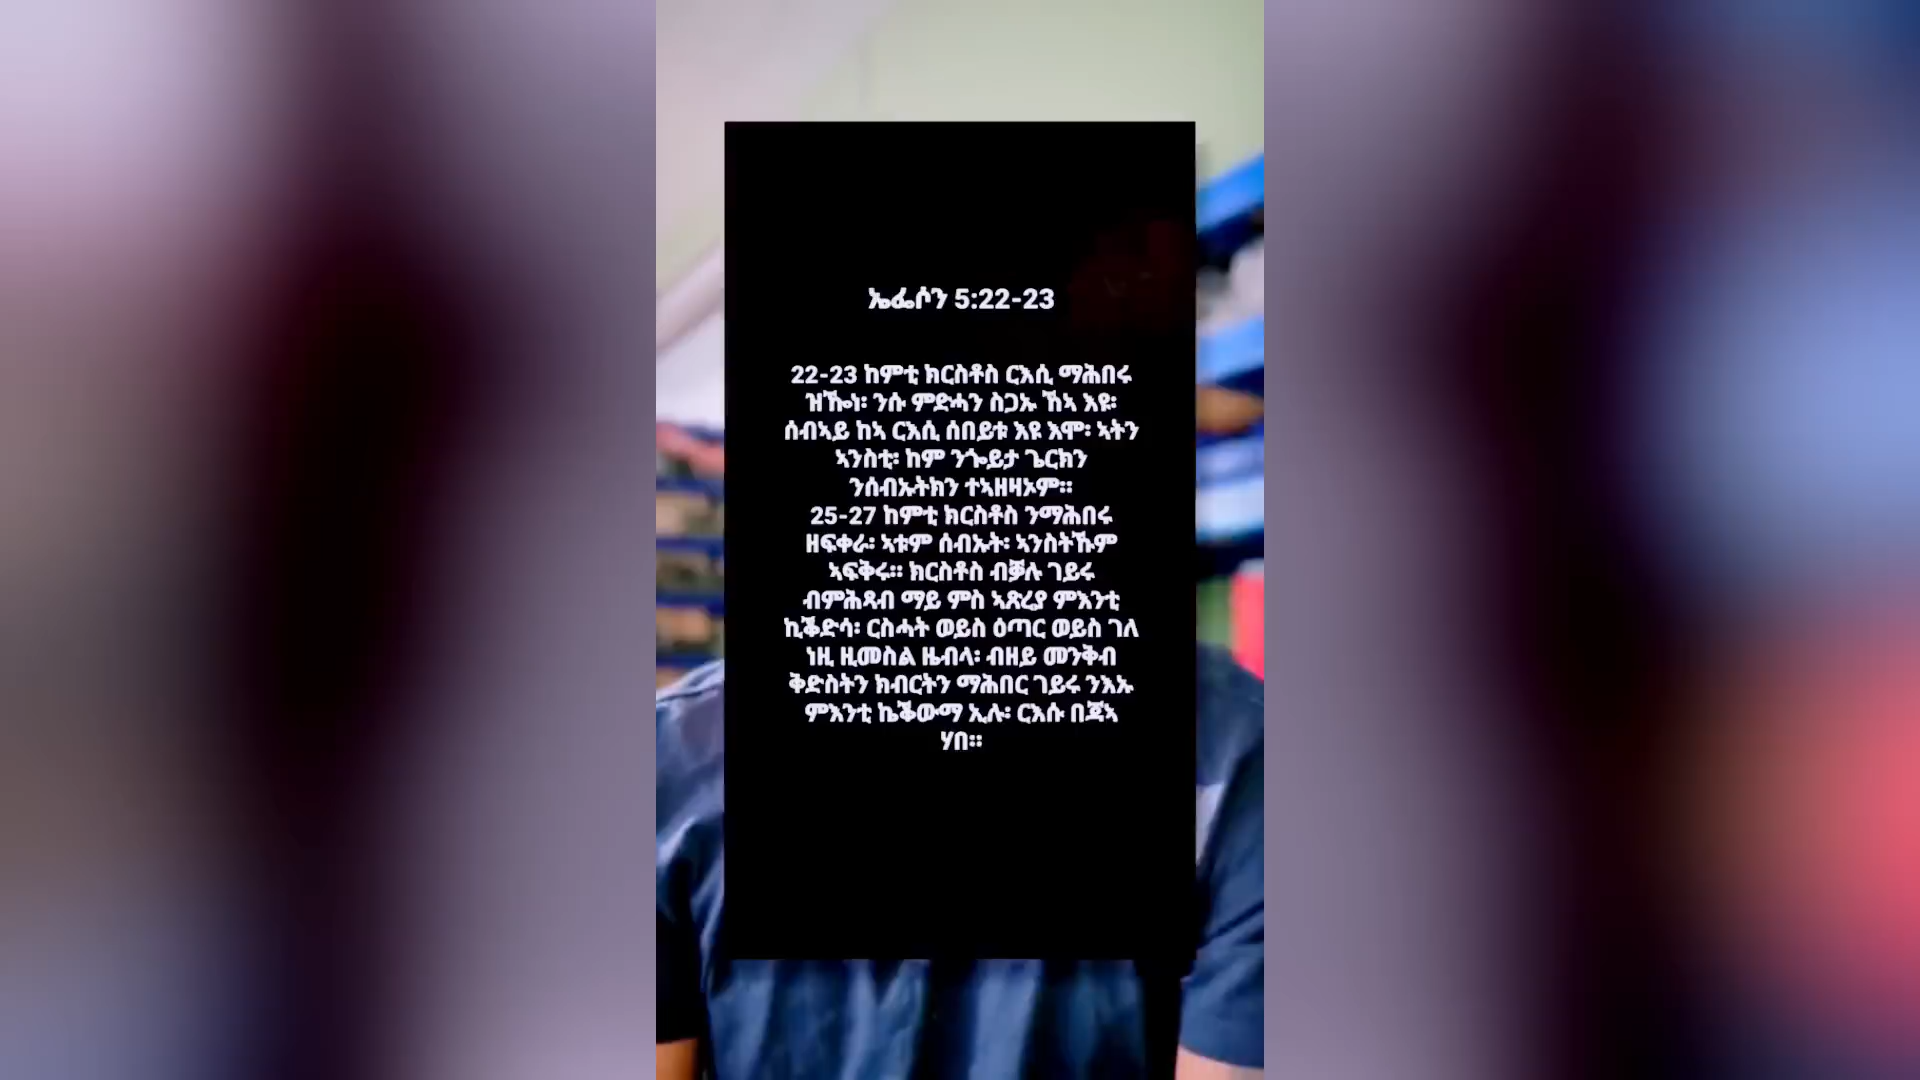 ኤፌሶን 5:22-23
22-23 ከምቲ ክርስቶስ ርእሲ ማሕበሩ
ዝዀነ፡ ንሱ ምድሓን ስጋኡ ኸኣ እዩ፡
ሰብኣይ ከኣ ርእሲ ሰበይቱ እዩ እሞ፡ ኣትን
ኣንስቲ፡ ከም ንጐይታ ጌርክን
ንሰብኡትክን ተኣዘዛኦም።
25-27 ከምቲ ክርስቶስ ንማሕበሩ
ዘፍቀራ፡ ኣቱም ሰብኡት፡ ኣንስትኹም
ኣፍቅሩ። ክርስቶስ ብቓሉ ገይሩ
ብምሕጻብ ማይ ምስ ኣጽረያ ምእንቲ
ኪቕድሳ፡ ርስሓት ወይስ ዕጣር ወይስ ገለ
ነዚ ዚመስል ዜብላ፡ ብዘይ መንቅብ
ቅድስትን ክብርትን ማሕበር ገይሩ ንእኡ
ምእንቲ ኬቕውማ ኢሉ፡ ርእሱ በጃኣ
ሃበ።